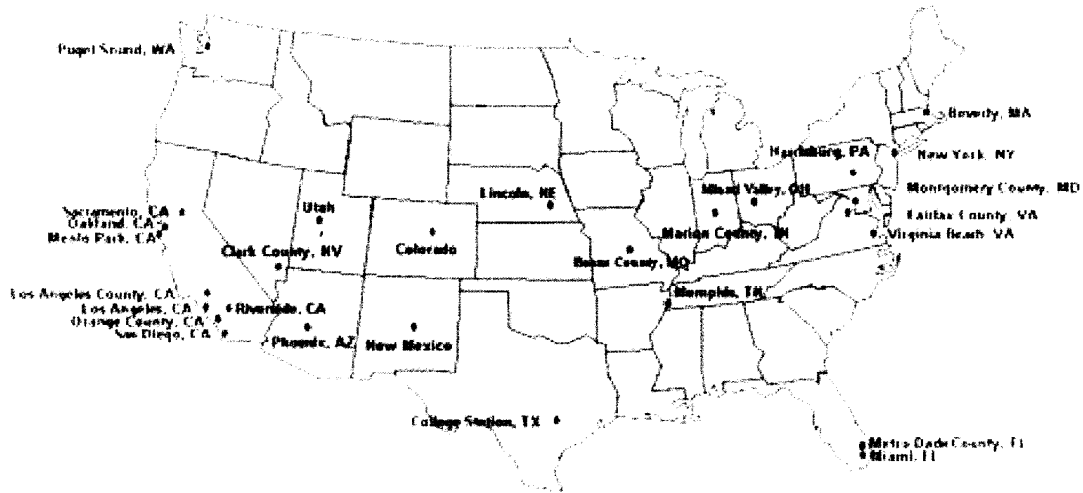 Puget Sound, WA
Beverly, MA
Harrisburg, PA
New York, NY
Lincoln, NE
Miami Valley, OH
Montgomery County, MD
Sacramento, CA
Utah
Fairfax County, VA
Oakland, CA
Menlo Park, CA
Marion County, IN
Virginia Beach, VA
Clark County, NV
Colorado
Boone County, MO
Los Angeles County, CA
Memphis, TN
Los Angeles, CA
Riverside, CA
Orange County, CA
San Diego, CA
Phoenix, AZ
New Mexico
College Station, TX
Metro Dade County, FL
Miami, FL